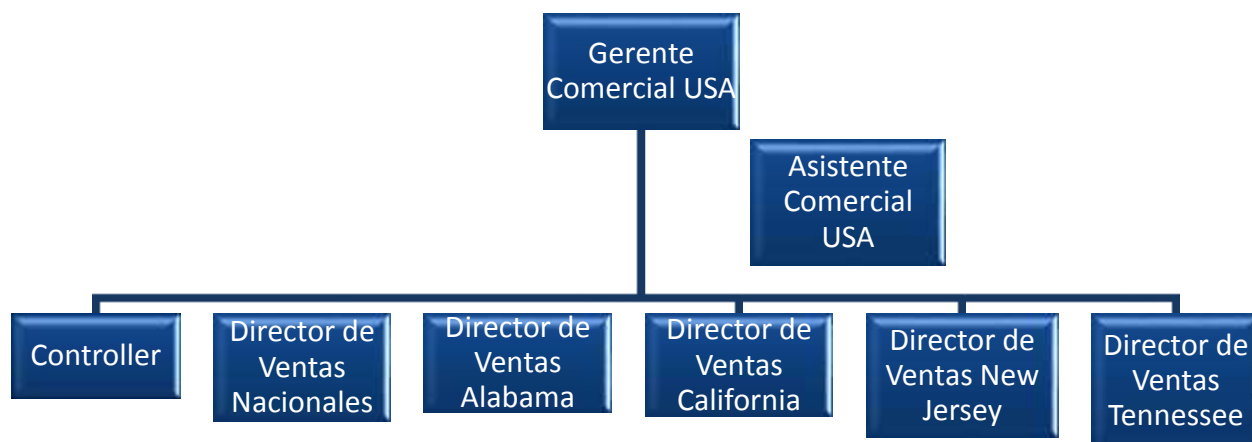 Gerente
Comercial USA
Asistente
Comercial
USA
Controller
Director de
Ventas
Nacionales
Director de
Ventas
Alabama
Director de
Ventas
California
Director de
Ventas New
Jersey
Director de
Ventas
Tennessee